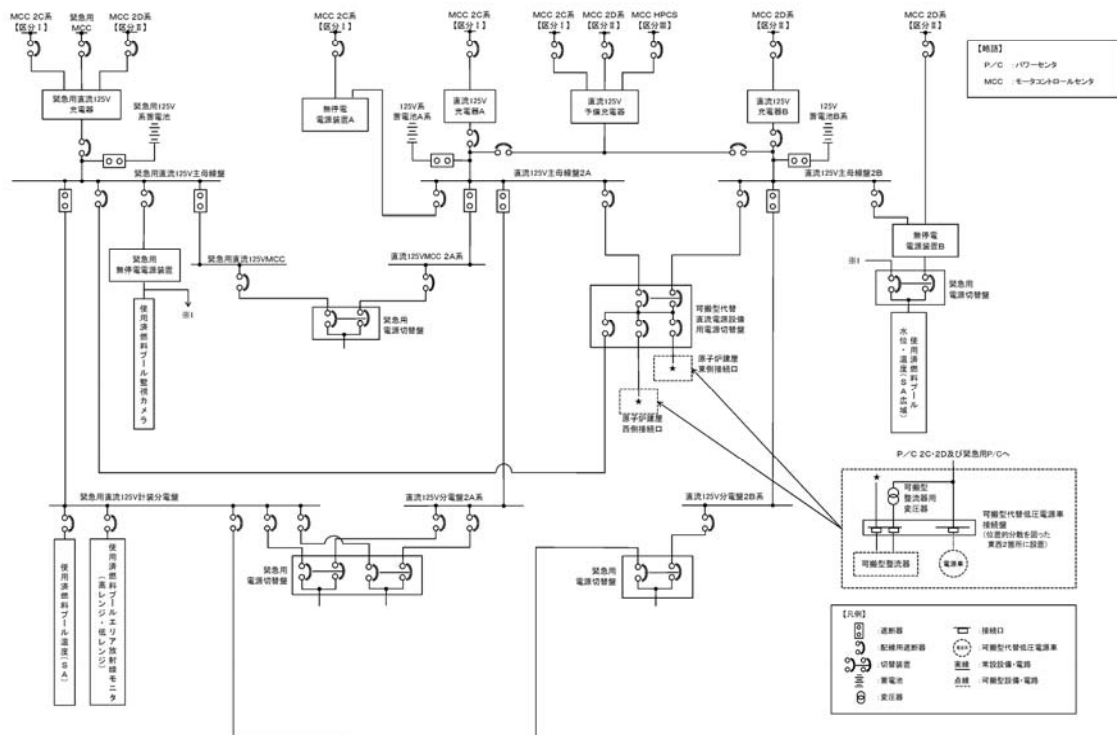 MCC 2C系
【区分Ⅰ】
緊急用
MCC
MCC 2D系
【区分Ⅱ】
MCC 2C系
【区分Ⅰ】
MCC 2C系
【区分Ⅰ】
MCC 2C系
【区分Ⅰ】
MCC 2D系
【区分Ⅱ】
MCC HPCS
【区分Ⅲ】
MCC 2D系
【区分Ⅱ】
MCC 2D系
【区分Ⅱ】
【略語】
P/C :パワーセンタ
MCC :モータコントロールセンタ
緊急用直流125V
充電器
緊急用125V
系蓄電池
無停電
電源装置A
125V系
蓄電池A系
直流125V
充電器A
直流125V
予備充電器
直流125V
充電器B
125V
蓄電池B系
緊急用直流125V主母線盤
直流125V主母線盤2A
直流125V主母線盤2B
緊急用
無停電電源装置
緊急用直流125VMCC
直流125VMCC 2A系
無停電
電源装置B
※1
緊急用
電源切替盤
※1
緊急用
電源切替盤
可搬型代替
直流電源設備
用電源切替盤
使用済燃料プール監視カメラ
使用済燃料プール
水位・温度(SA広域)
★
原子炉建屋
東側接続口
★
原子炉建屋
西側接続口
P/C 2C・2D及び緊急用P/Cへ
★
可搬型
整流器用
変圧器
可搬型代替低圧電源車
接続盤
(位置的分散を図った
東西2箇所に設置)
可搬型整流器
電源車
緊急用直流125V計装分電盤
直流125V分電盤2A系
直流125V分電盤2B系
緊急用
電源切替盤
緊急用
電源切替盤
使用済燃料プール温度(SA)
使用済燃料プールエリア放射線モニタ
(高レンジ・低レンジ)
【凡例】
:遮断器
:配線用遮断器
:切替装置
:蓄電池
:変圧器
:接続口
電源車 :可搬型代替低圧電源車
実線 :常設設備・電路
点線 :可搬型設備・電路